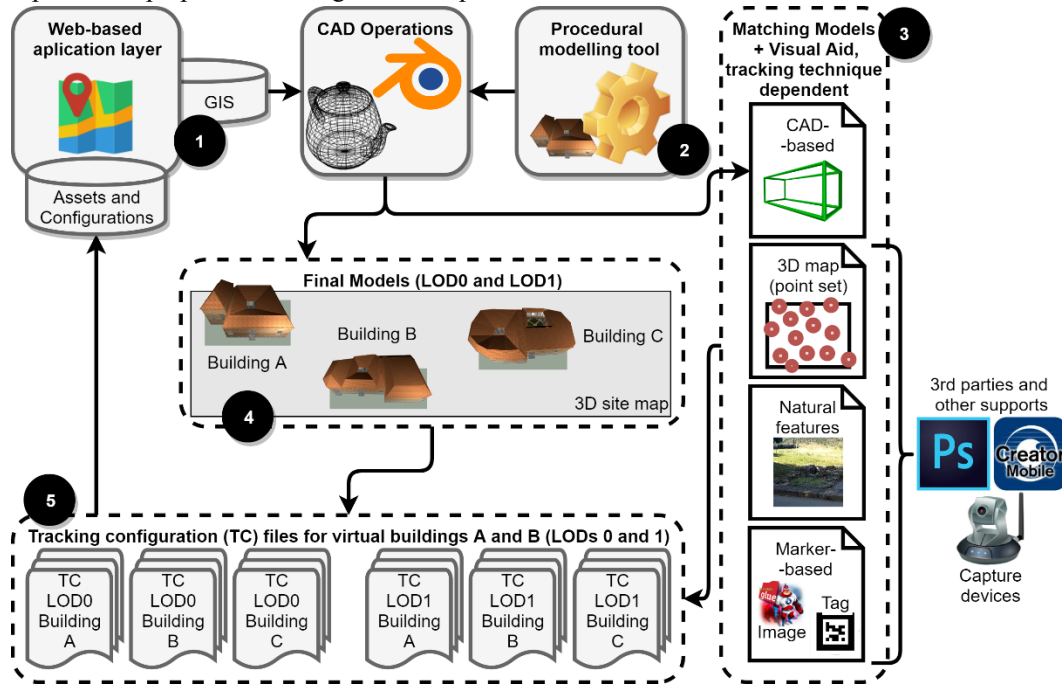 Web-based
aplication layer
GIS
1
Assets and
Configurations
CAD Operations
Procedural
modelling tool
2
Matching Models
+ Visual Aid,
tracking technique
dependent
3
CAD-
-based
3D map
(point set)
Natural
features
Marker-
-based
Tag
Image
3rd parties and
other supports
Ps
Creator
Mobile
Capture
devices
Final Models (LOD0 and LOD1)
Building A
Building B
Building C
3D site map
4
5
Tracking configuration (TC) files for virtual buildings A and B (LODs 0 and 1)
TC
LOD0
Building
A
TC
LOD0
Building
B
TC
LOD0
Building
C
TC
LOD1
Building
A
TC
LOD1
Building
B
TC
LOD1
Building
C